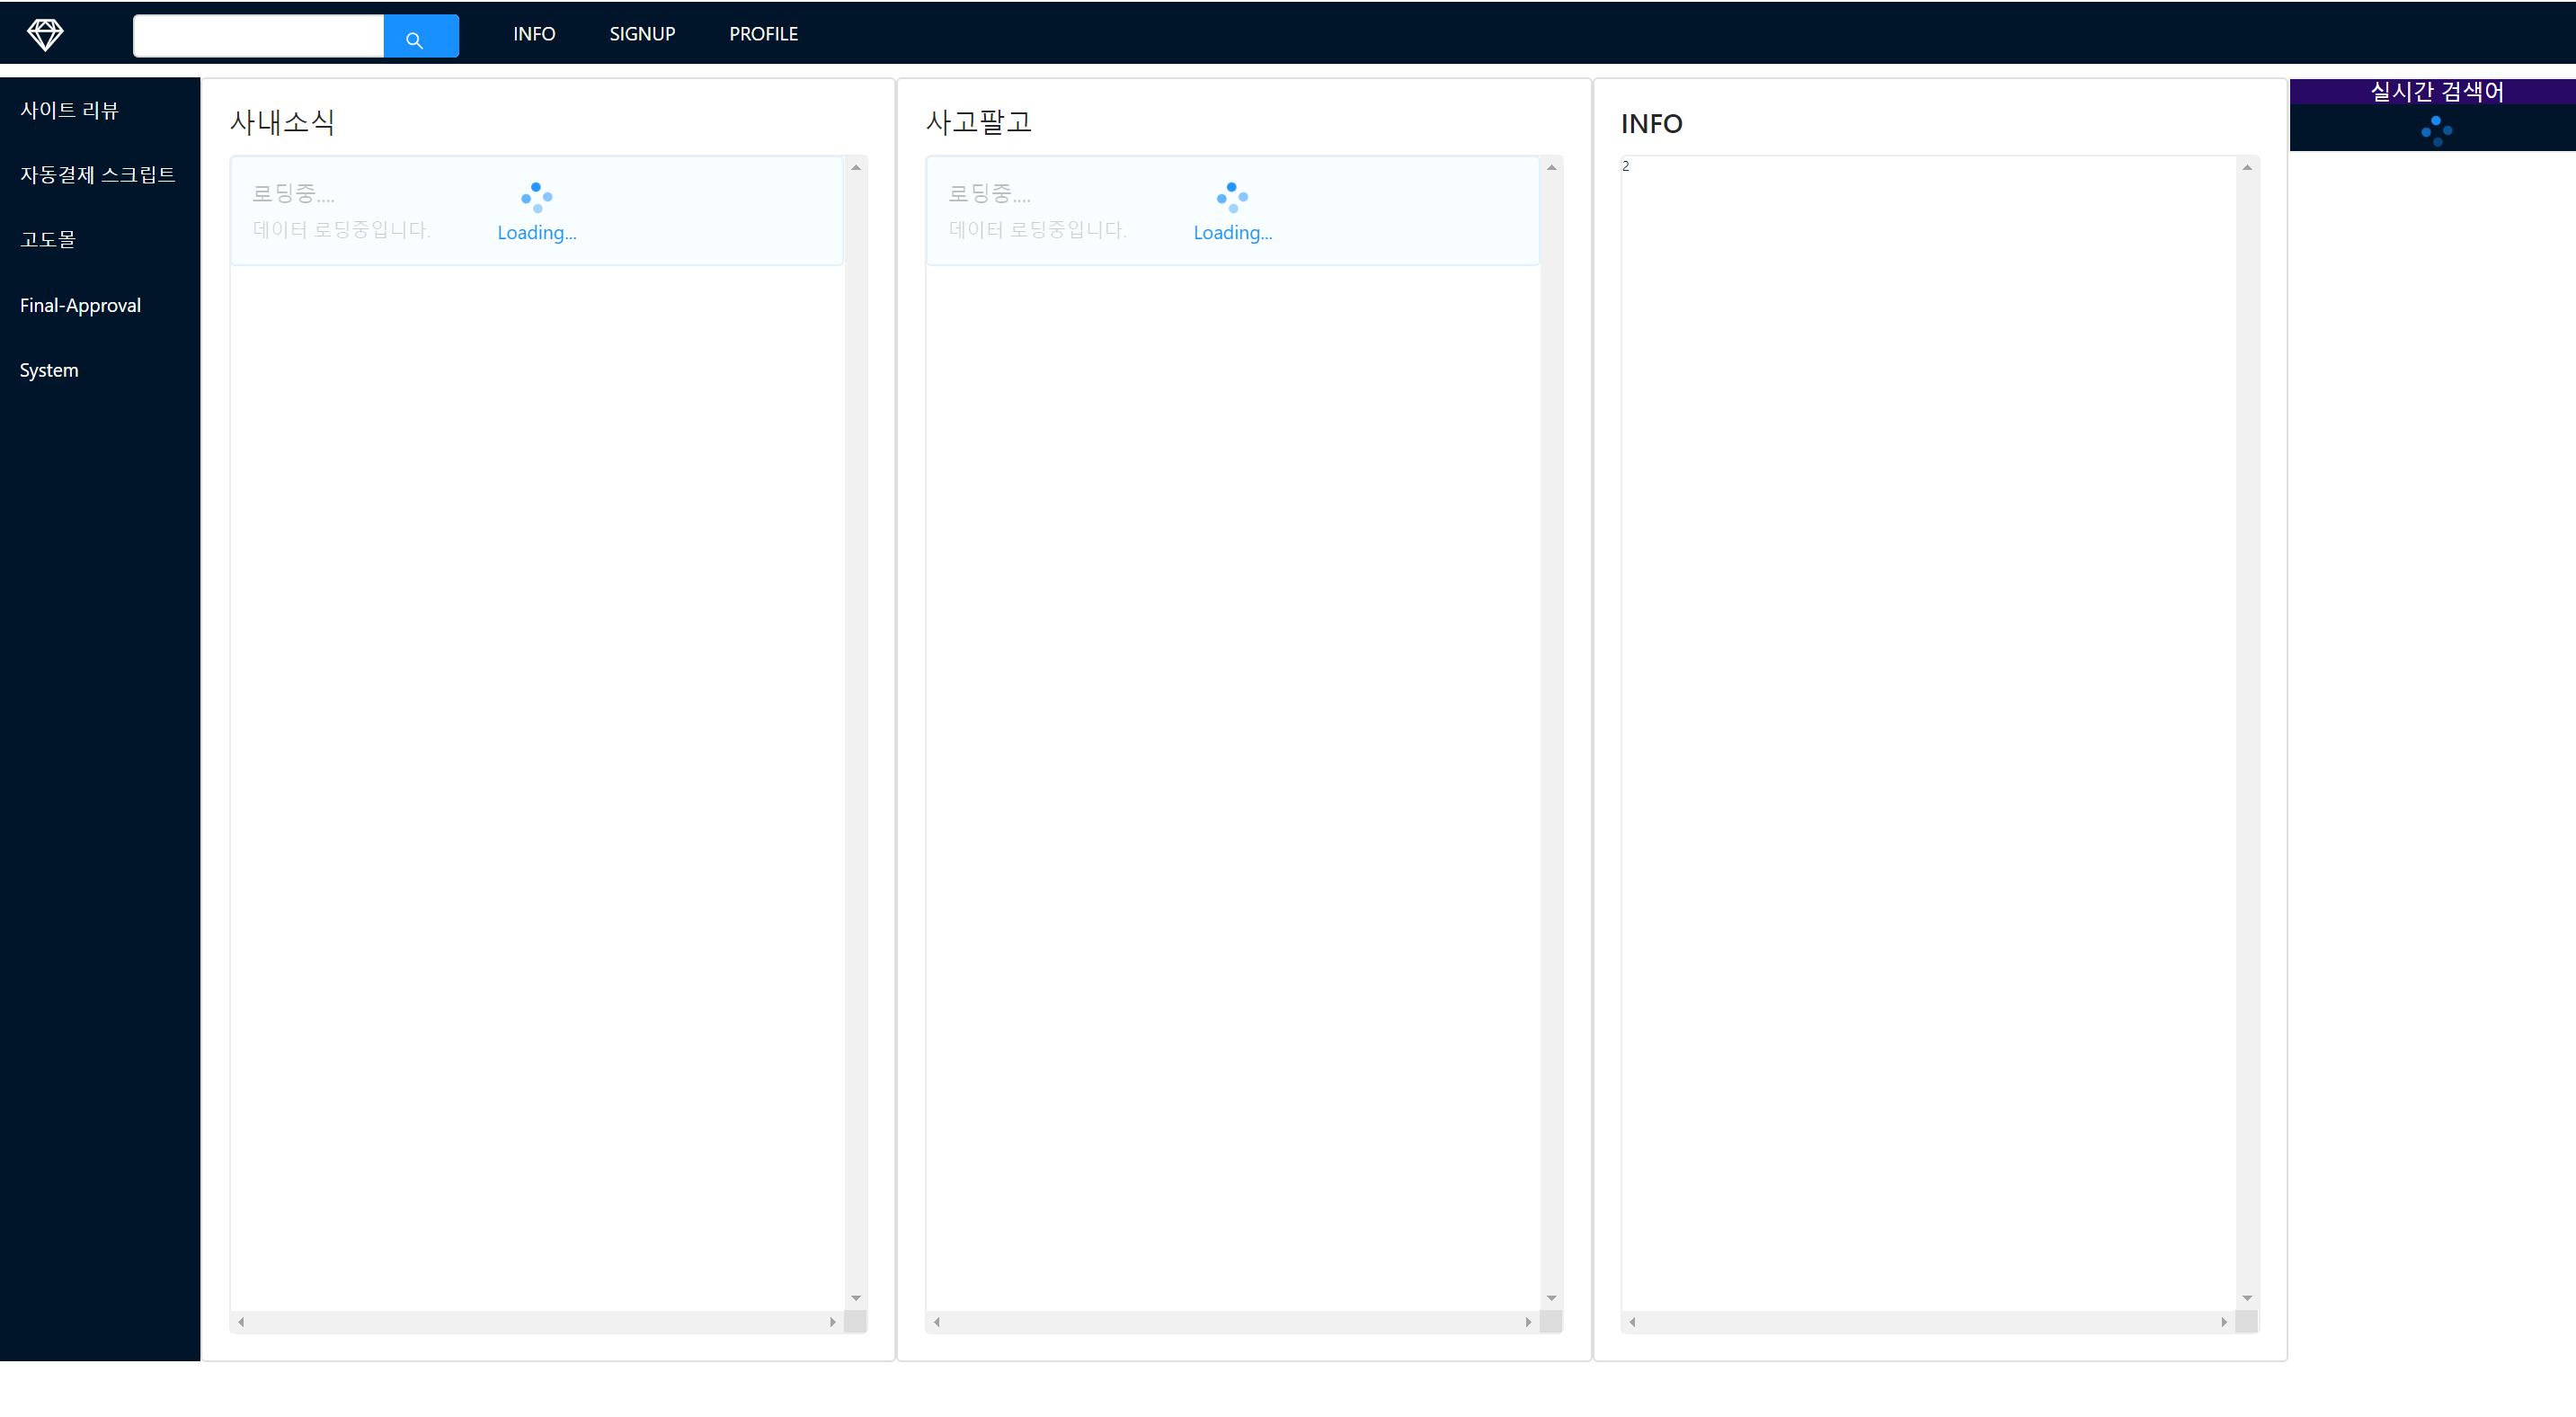 INFO SIGNUP PROFILE
사이트 리뷰
자동결제 스크립트
고도몰
Final-Approval
System
사내소식
로딩중....
데이터 로딩중입니다.
Loading...
사고팔고
로딩중....
데이터 로딩중입니다.
Loading...
INFO
2
실시간 검색어